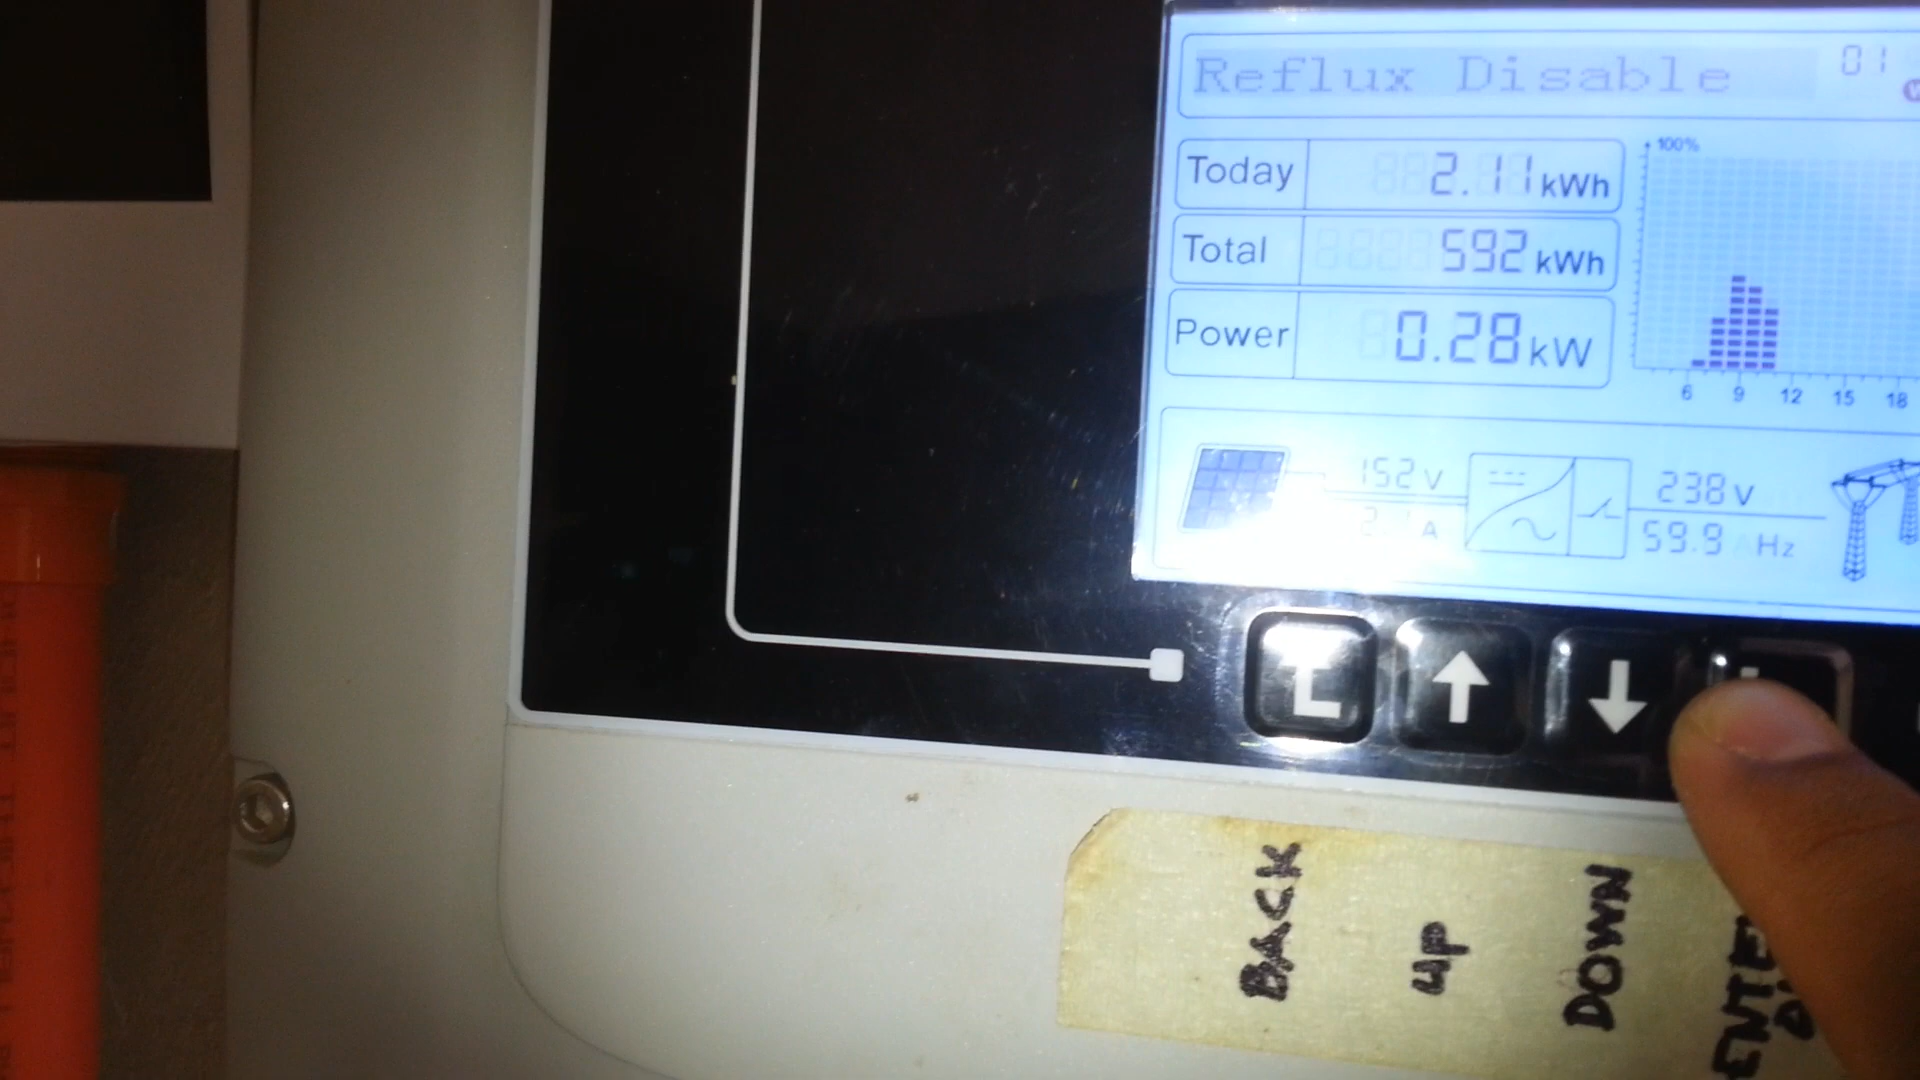 Reflux Disable
01
W
100%
Today 2.11 kWh
Total 592 kWh
Power 0.28 kW
6 9 12 15 18
152 V
A
238 V
59.9 Hz
BACK
UP
DOWN